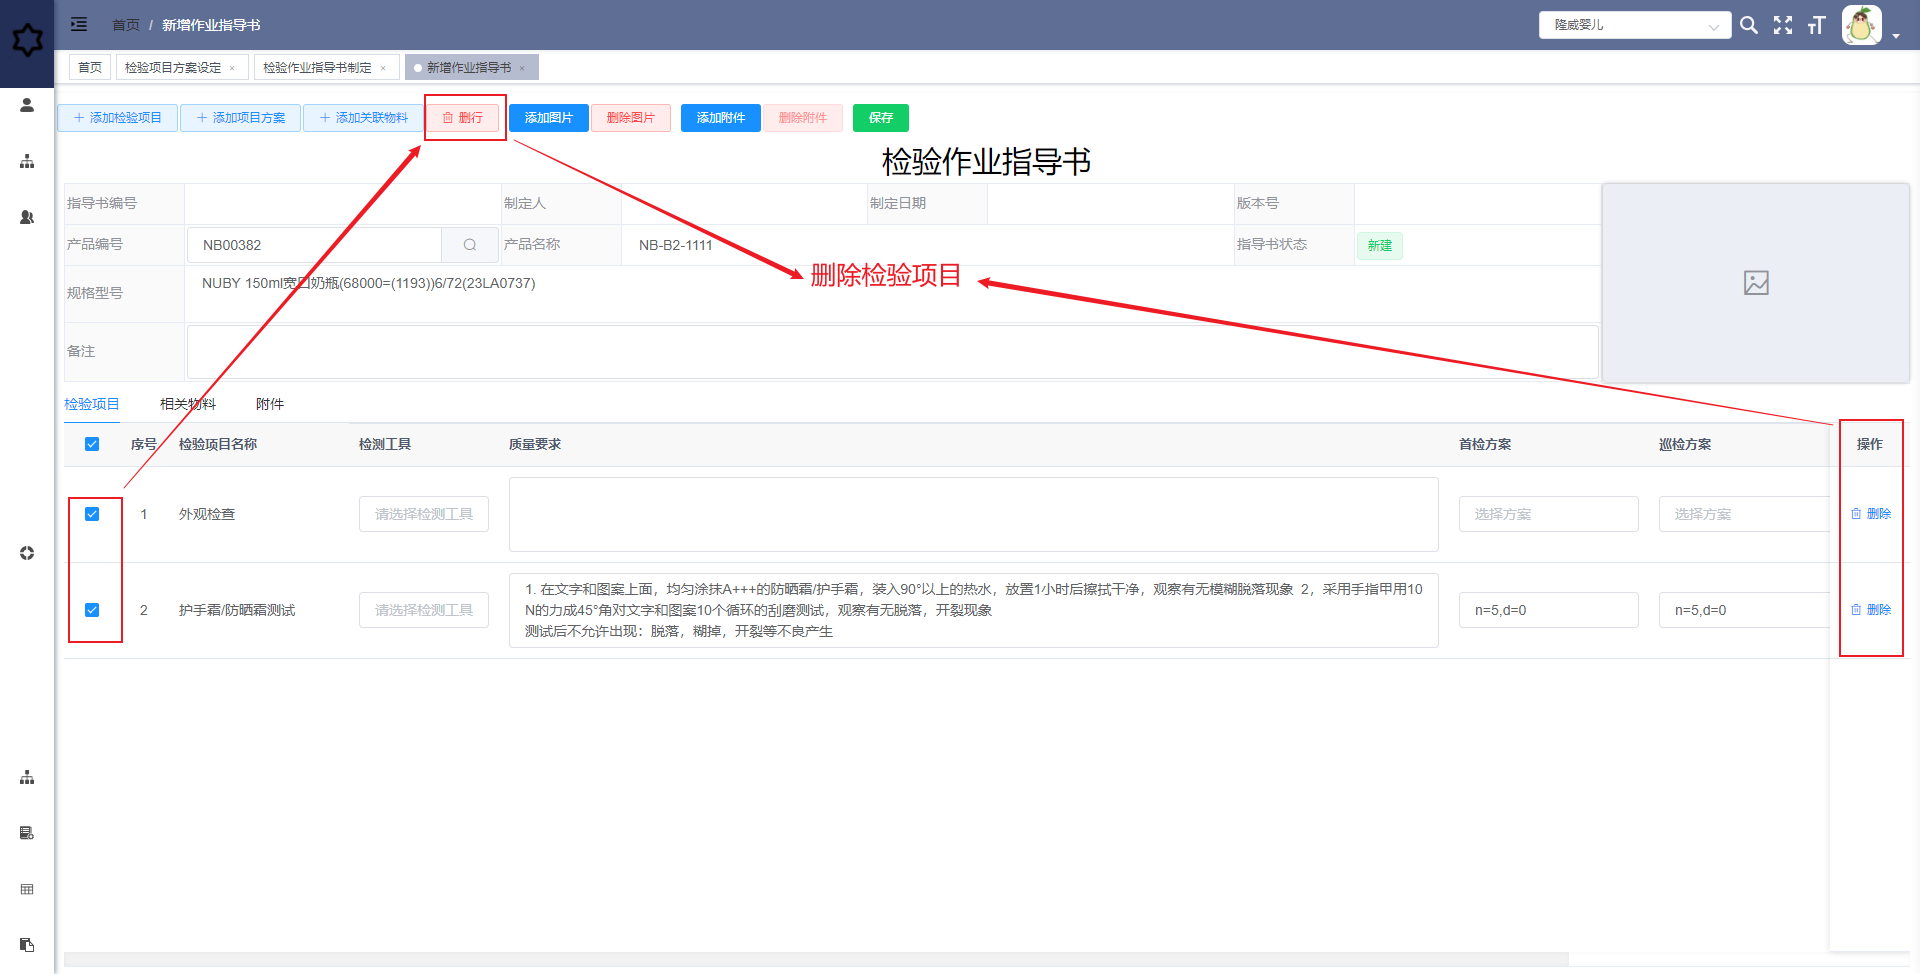 首页 / 新增作业指导书
隆威婴儿
首页 检验项目方案设定 × 检验作业指导书制定 × 新增作业指导书 ×
添加检验项目 添加项目方案 添加关联物料 删行 添加图片 删除图片 添加附件 删除附件 保存
检验作业指导书
指导书编号 制定人 制定日期 版本号
产品编号 NB00382 产品名称 NB-B2-1111 指导书状态 新建
规格型号 NUBY 150ml宽口奶瓶(68000=(1193))6/72(23LA0737)
删除检验项目
备注
检验项目 相关物料 附件
序号 检验项目名称 检测工具 质量要求 首检方案 巡检方案 操作
1 外观检查 请选择检测工具 选择方案 选择方案 删除
2 护手霜/防晒霜测试 请选择检测工具 n=5,d=0 n=5,d=0 删除
1. 在文字和图案上面，均匀涂抹A+++的防晒霜/护手霜，装入90°以上的热水，放置1小时后擦拭干净，观察有无模糊脱落现象 2，采用手指甲用10
N的力成45°角对文字和图案10个循环的刮磨测试，观察有无脱落，开裂现象
测试后不允许出现：脱落，糊掉，开裂等不良产生